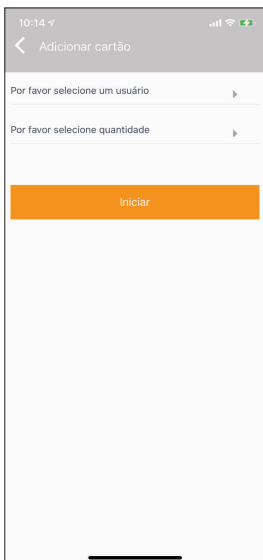 10:14
Adicionar cartão
Por favor selecione um usuário
Por favor selecione quantidade
Iniciar